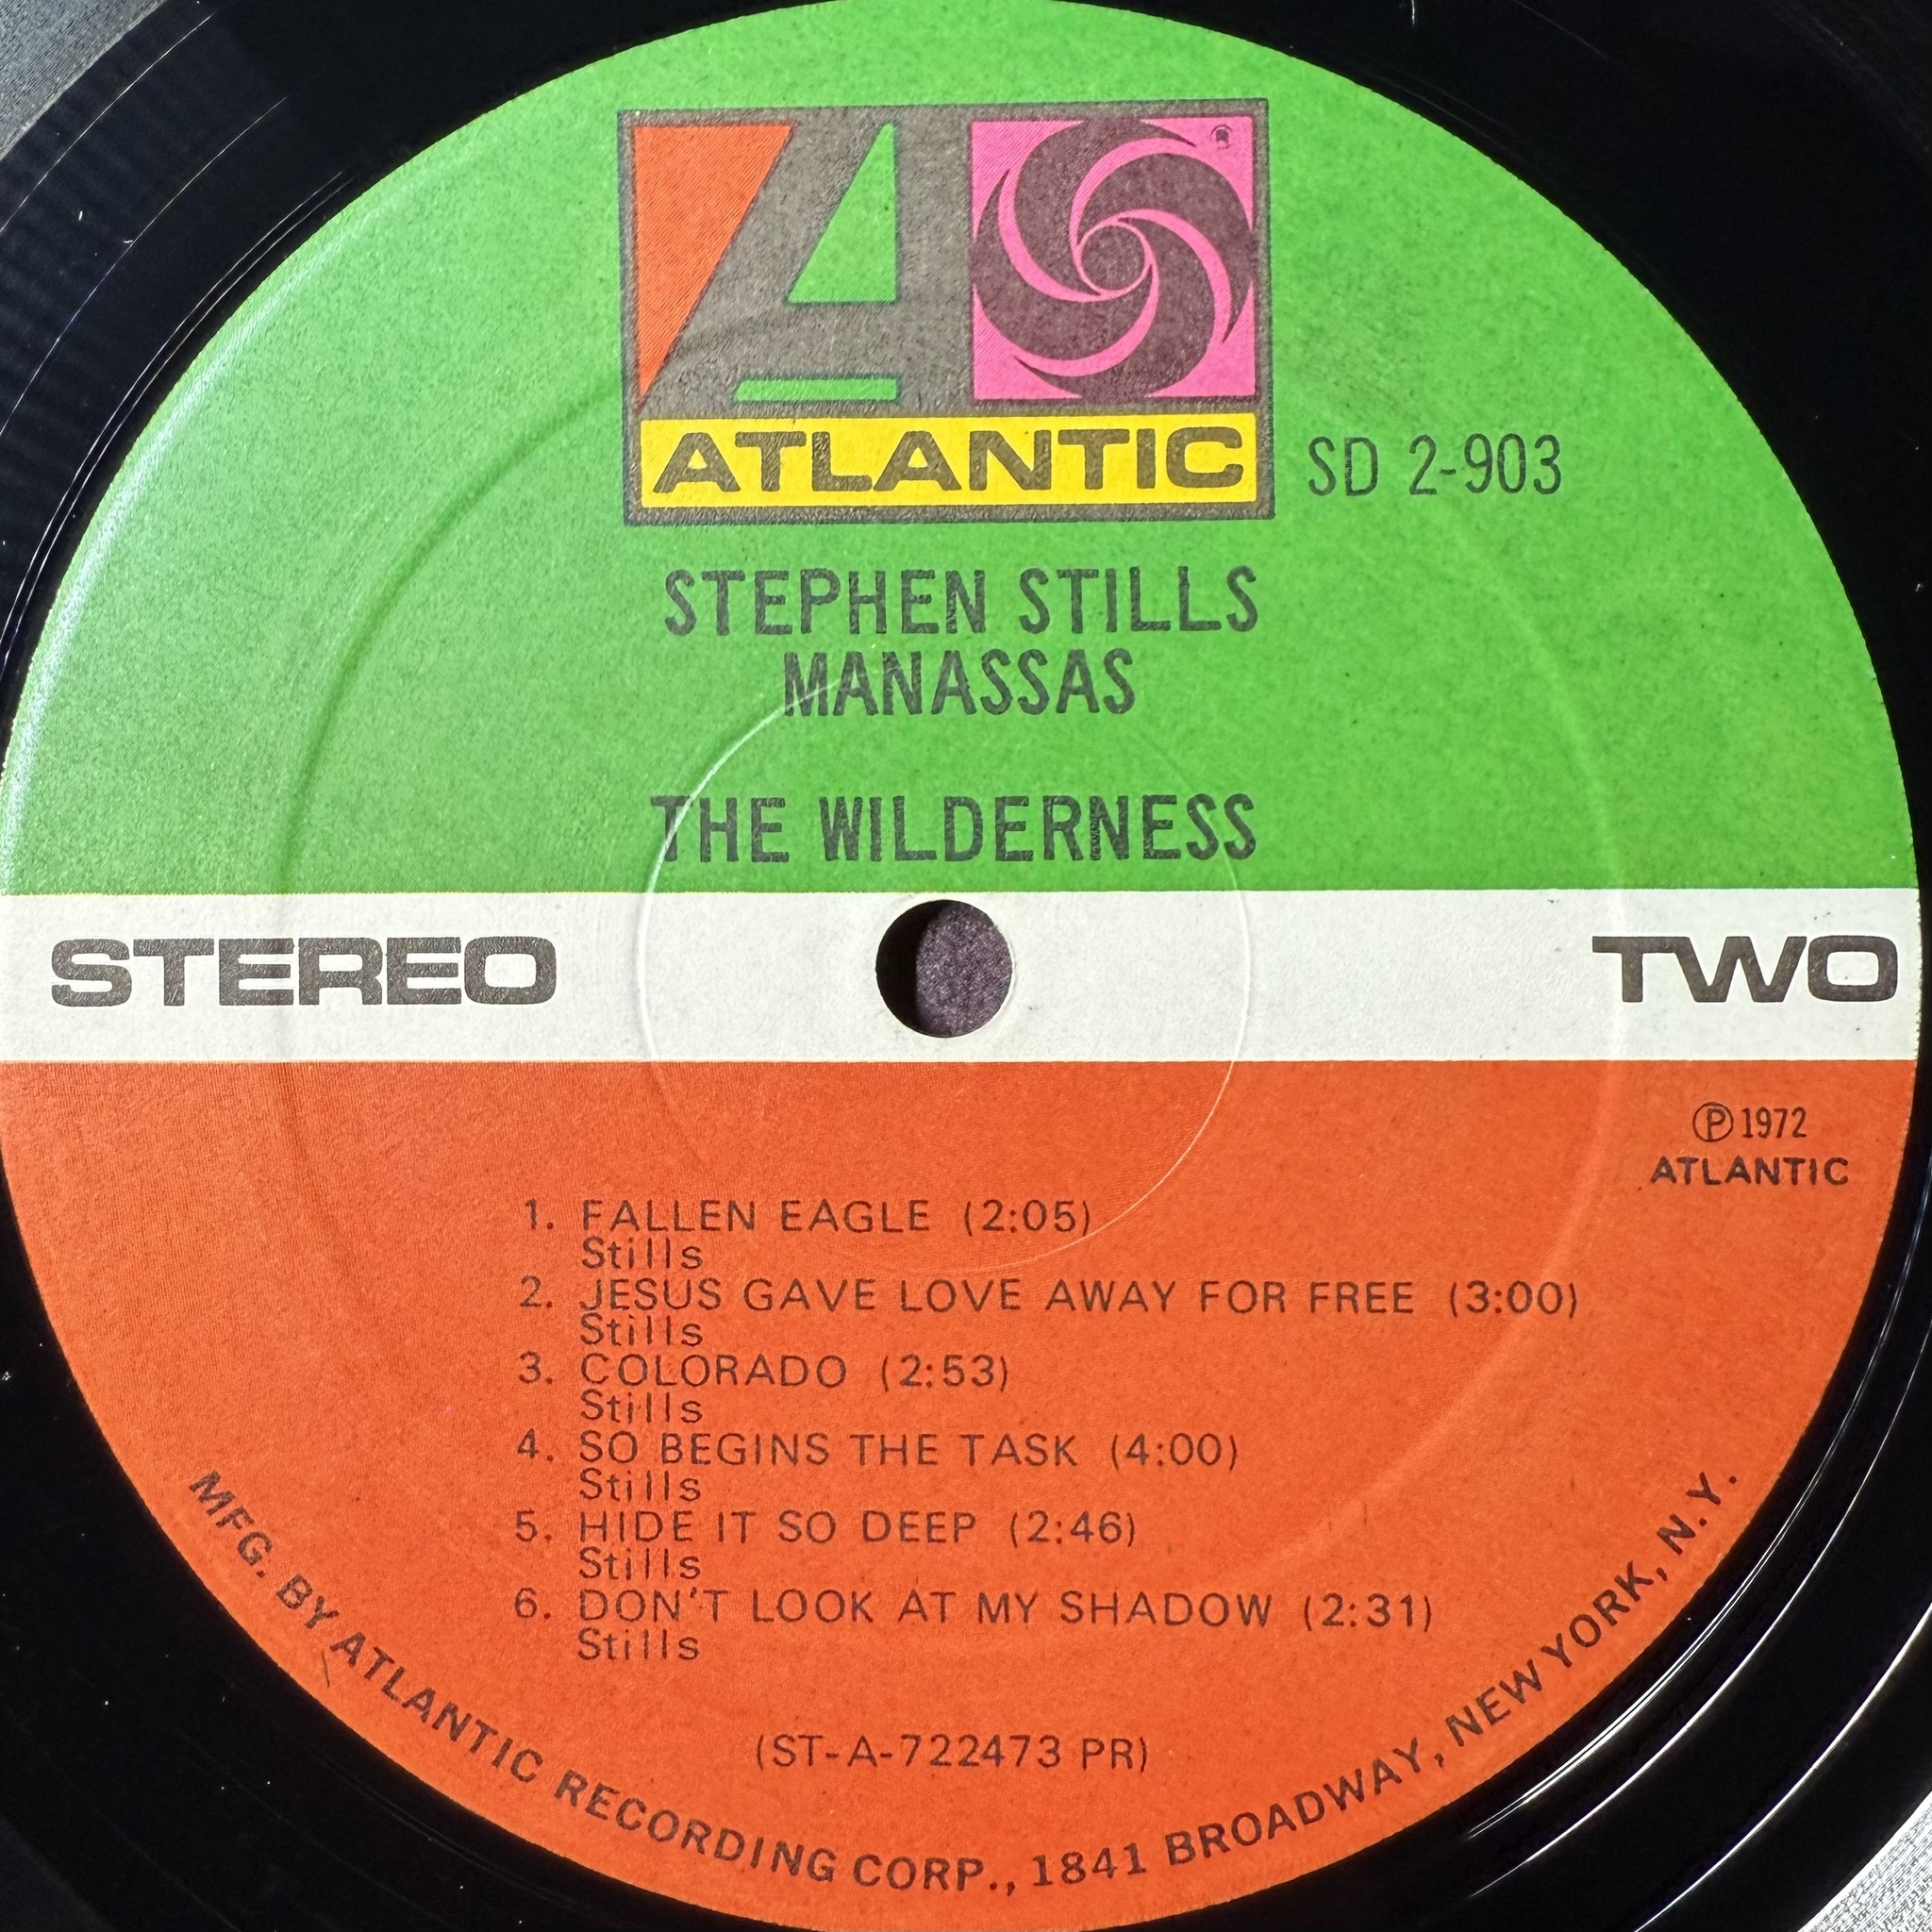 ATLANTIC
SD 2-903
STEPHEN STILLS
MANASSAS
THE WILDERNESS
STEREO
TWO
Ⓟ 1972
ATLANTIC
1. FALLEN EAGLE (2:05)
Stills
2. JESUS GAVE LOVE AWAY FOR FREE (3:00)
Stills
3. COLORADO (2:53)
Stills
4. SO BEGINS THE TASK (4:00)
Stills
5. HIDE IT SO DEEP (2:46)
Stills
6. DON'T LOOK AT MY SHADOW (2:31)
Stills
(ST-A-722473 PR)
MFG. BY ATLANTIC RECORDING CORP., 1841 BROADWAY, NEW YORK, N.Y.